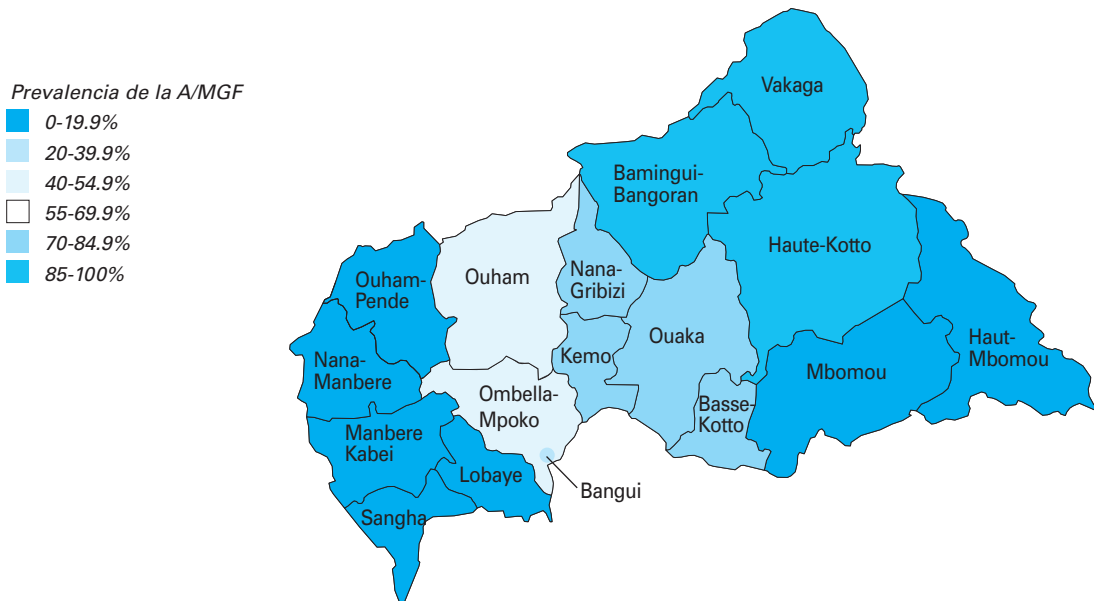 Prevalencia de la A/MGF
0-19.9%
20-39.9%
40-54.9%
55-69.9%
70-84.9%
85-100%
Vakaga
Bamingui-
Bangoran
Haute-Kotto
Ouham
Nana-
Gribizi
Ouham-
Pende
Ouaka
Kemo
Haut-
Mbomou
Nana-
Manbere
Mbomou
Ombella-
Mpoko
Basse-
Kotto
Manbere
Kabei
Lobaye
Bangui
Sangha